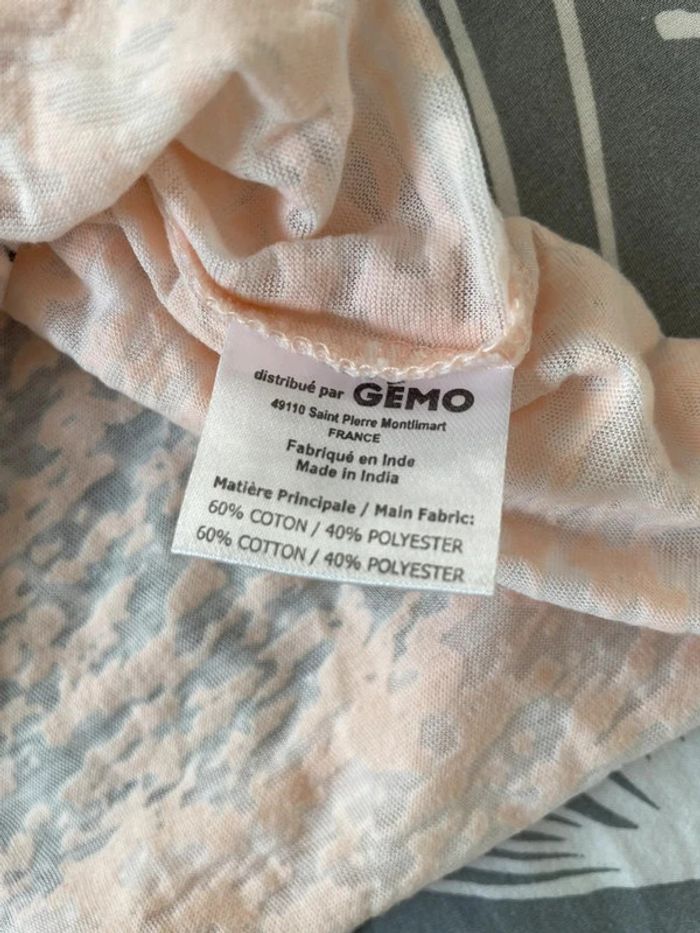 distribué par GĒMO
49110 Saint Pierre Montlimart
FRANCE
Fabriqué en Inde
Made in India
Matière Principale / Main Fabric:
60% COTON / 40% POLYESTER
60% COTTON / 40% POLYESTER